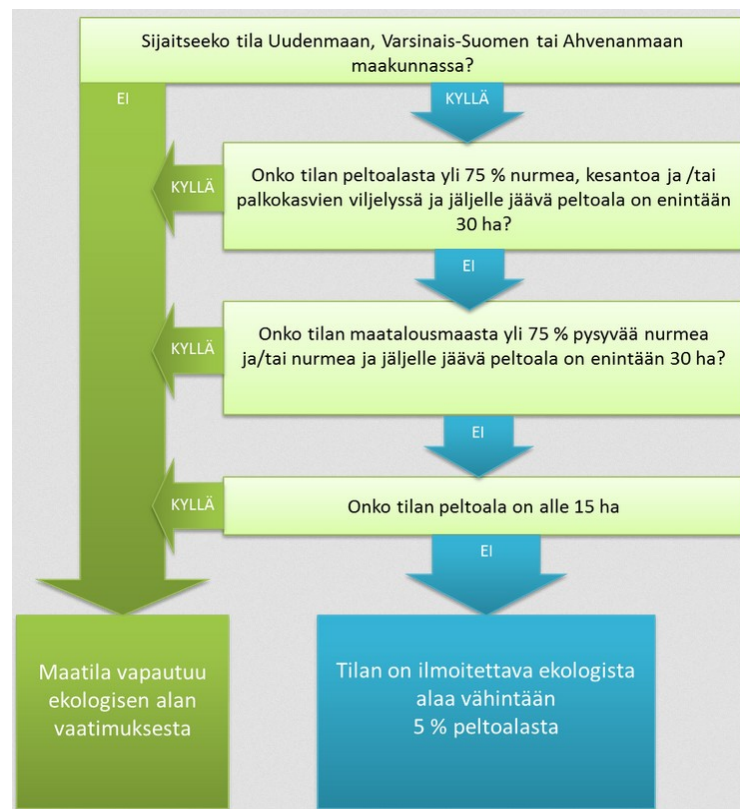 Sijaitseeko tila Uudenmaan, Varsinais-Suomen tai Ahvenanmaan
maakunnassa?
EI
KYLLÄ
Onko tilan peltoalasta yli 75 % nurmea, kesantoa ja /tai
palkokasvien viljelyssä ja jäljelle jäävä peltoala on enintään
30 ha?
KYLLÄ
EI
Onko tilan maatalousmaasta yli 75 % pysyvää nurmea
ja/tai nurmea ja jäljelle jäävä peltoala on enintään 30 ha?
KYLLÄ
EI
Onko tilan peltoala on alle 15 ha
KYLLÄ
EI
Maatila vapautuu
ekologisen alan
vaatimuksesta
Tilan on ilmoitettava ekologista
alaa vähintään
5 % peltoalasta